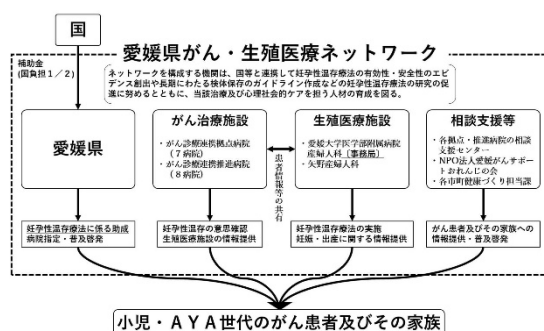 国
補助金
(国負担1/2)
愛媛県がん・生殖医療ネットワーク
ネットワークを構成する機関は、国等と連携して妊孕性温存療法の有効性・安全性のエビ
デンス創出や長期にわたる検体保存のガイドライン作成などの妊孕性温存療法の研究の促
進に努めるとともに、当該治療及び心理社会的ケアを担う人材の育成を図る。
愛媛県
がん治療施設
・がん診療連携拠点病院
(7病院)
・がん診療連携推進病院
(8病院)
患者情報等の共有
生殖医療施設
・愛媛大学医学部附属病院
産婦人科[事務局]
・矢野産婦人科
相談支援等
・各拠点・推進病院の相談
支援センター
・NPO法人愛媛がんサポート
おれんじの会
・各市町健康づくり担当課
妊孕性温存療法に係る助成
病院指定・普及啓発
妊孕性温存の意思確認
生殖医療施設の情報提供
妊孕性温存療法の実施
妊娠・出産に関する情報提供
がん患者及びその家族への
情報提供・普及啓発
小児・AYA世代のがん患者及びその家族